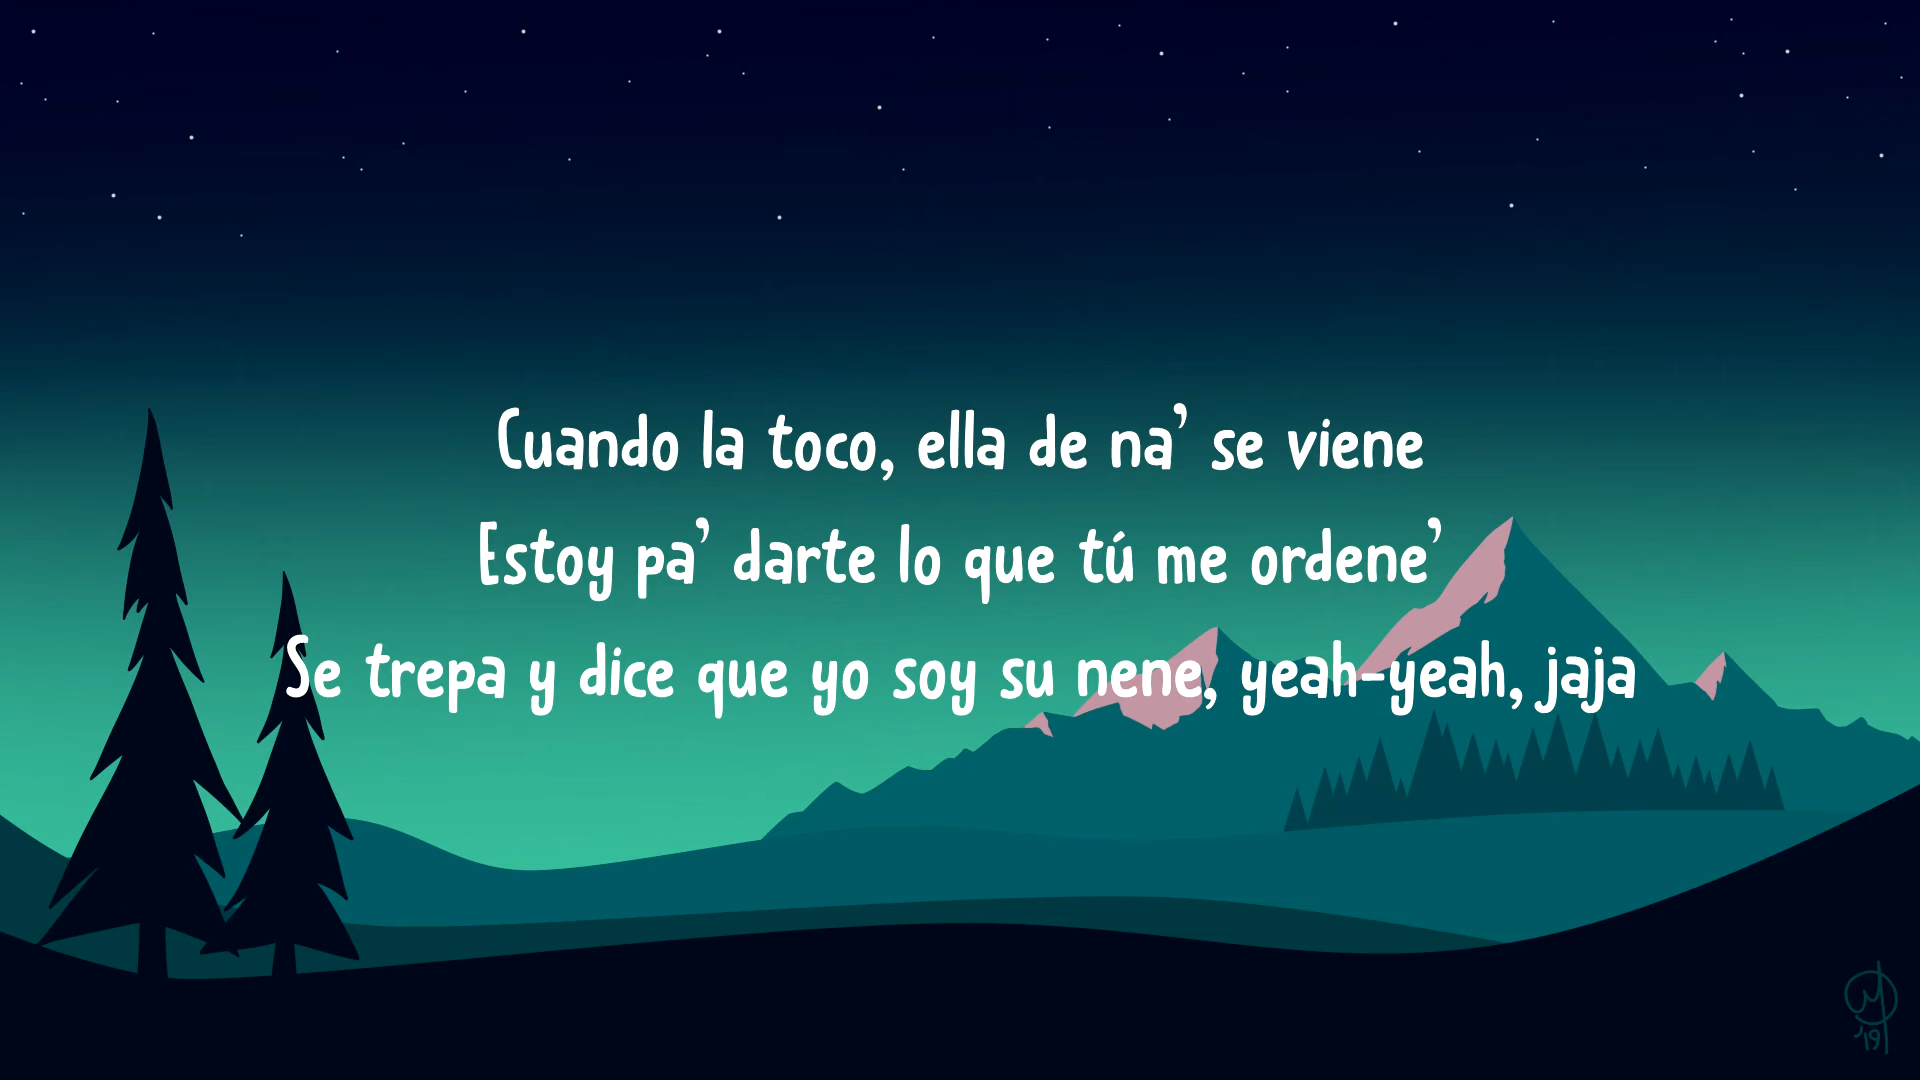 Cuando la toco, ella de na’ se viene
Estoy pa’ darte lo que tú me ordene’
Se trepa y dice que yo soy su nene, yeah-yeah, jaja
'19